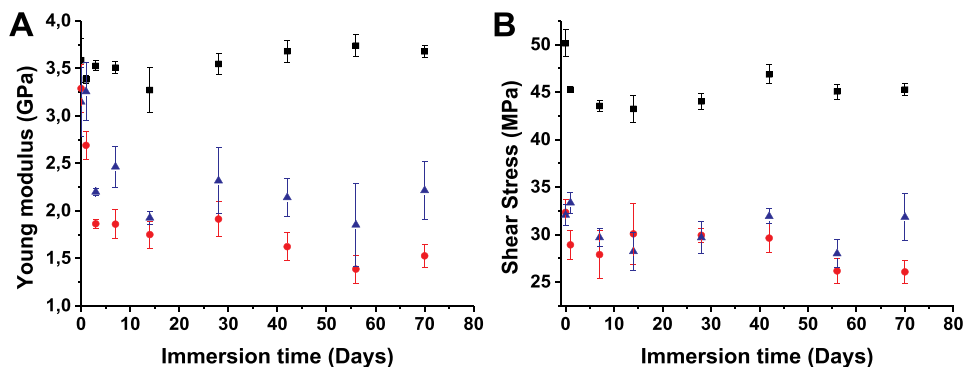 A
Young modulus (GPa)
4,0
3,5
3,0
2,5
2,0
1,5
1,0
0 10 20 30 40 50 60 70 80
Immersion time (Days)
B
Shear Stress (MPa)
50
45
40
35
30
25
0 10 20 30 40 50 60 70 80
Immersion time (Days)